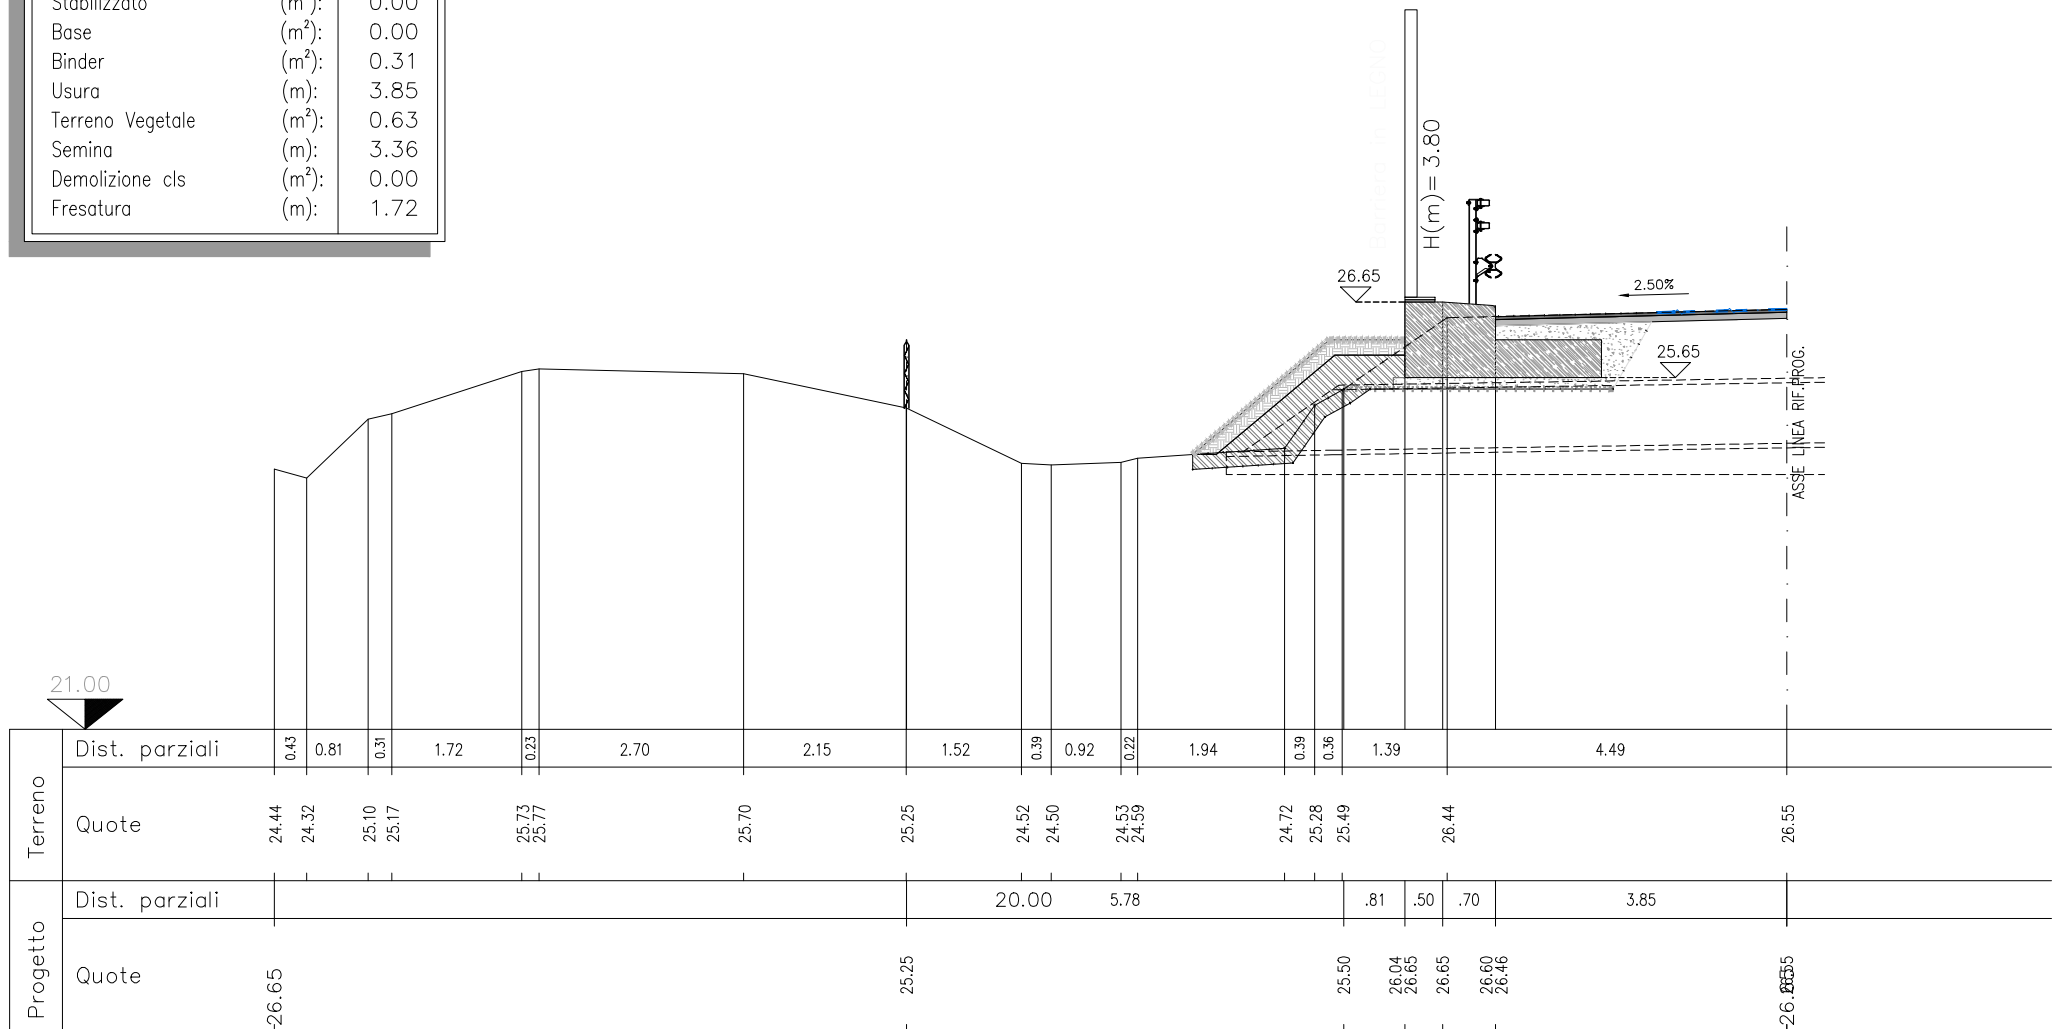 Stabilizzato (m²): 0.00
Base (m²): 0.00
Binder (m²): 0.31
Usura (m): 3.85
Terreno Vegetale (m²): 0.63
Semina (m): 3.36
Demolizione cls (m²): 0.00
Fresatura (m): 1.72
H(m)= 3.80
26.65
2.50%
25.65
ASSE LINEA RIF.PROG.
21.00
Terreno
Dist. parziali 0.43 0.81 0.31 1.72 0.23 2.70 2.15 1.52 0.39 0.92 0.22 1.94 0.39 0.36 1.39 4.49
Quote 24.44 24.32 25.10 25.17 25.73 25.77 25.70 25.25 24.52 24.50 24.53 24.59 24.72 25.28 25.49 26.44 26.55
Progetto
Dist. parziali 20.00 5.78 .81 .50 .70 3.85
Quote 26.65 25.25 25.50 26.04 26.65 26.65 26.60 26.46